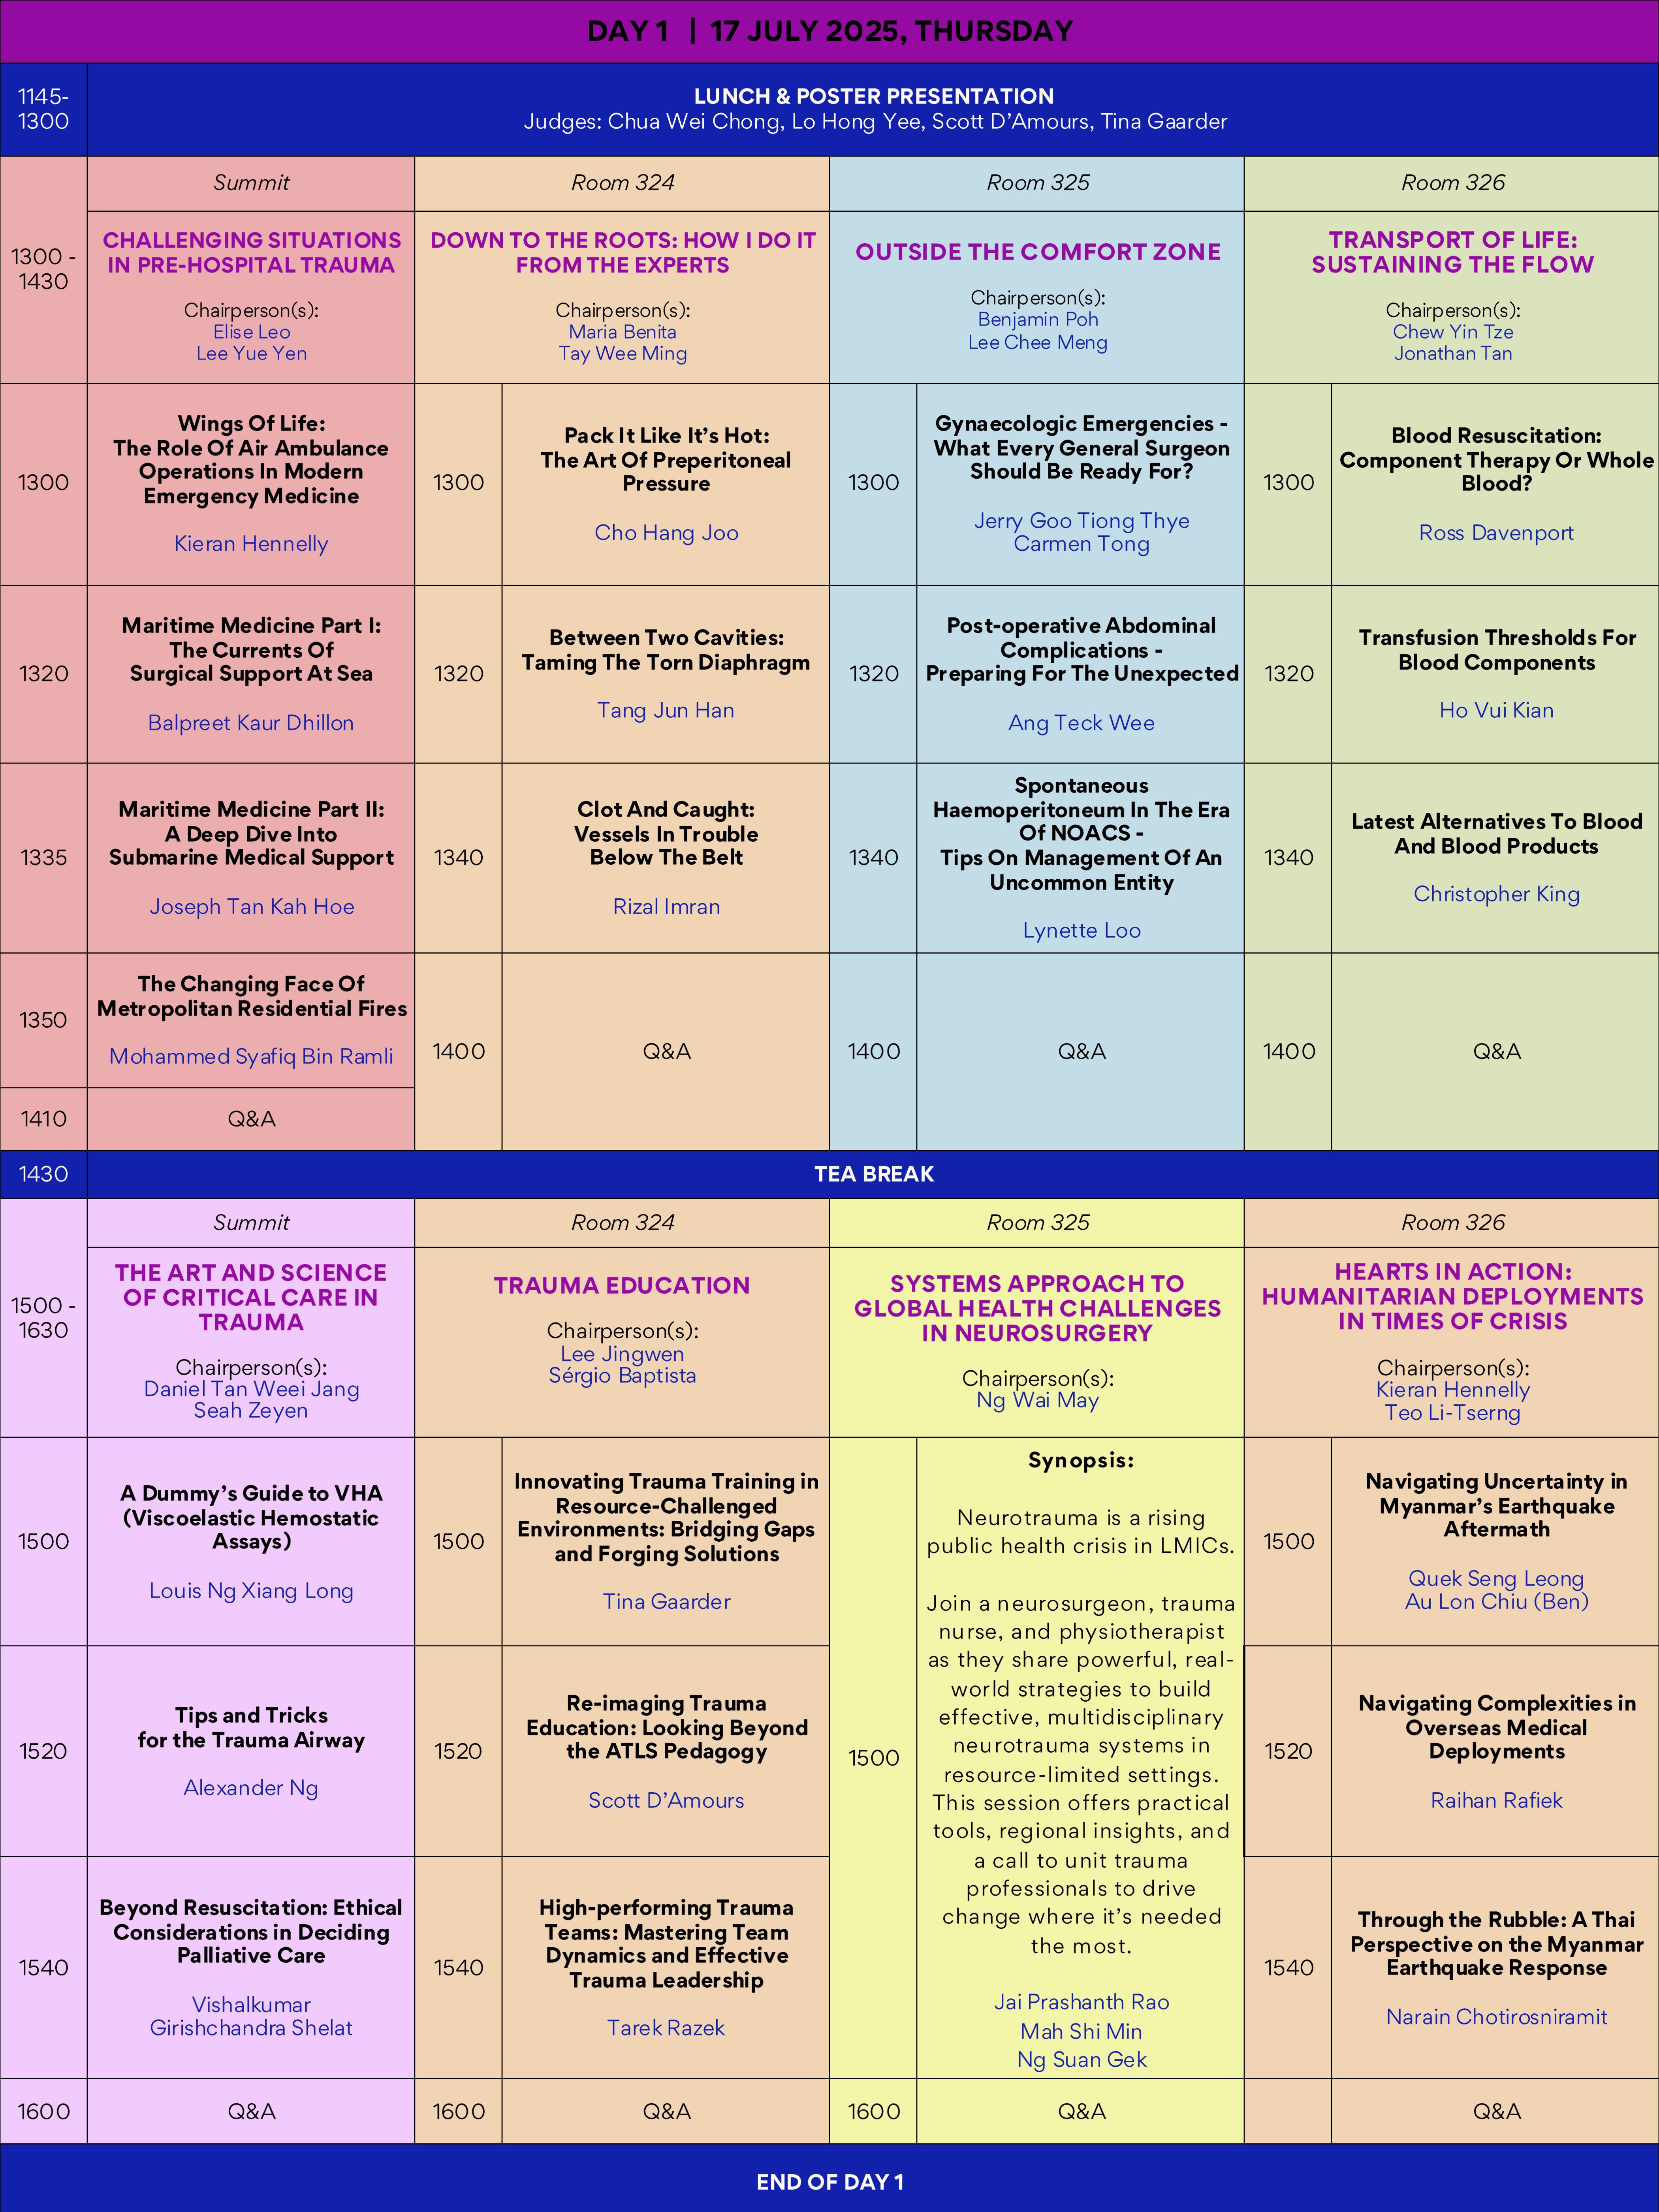 DAY 1 | 17 JULY 2025, THURSDAY
1145-
1300
LUNCH & POSTER PRESENTATION
Judges: Chua Wei Chong, Lo Hong Yee, Scott D’Amours, Tina Gaarder
1300 -
1430
Summit
CHALLENGING SITUATIONS
IN PRE-HOSPITAL TRAUMA
Chairperson(s):
Elise Leo
Lee Yue Yen
Room 324
DOWN TO THE ROOTS: HOW I DO IT
FROM THE EXPERTS
Chairperson(s):
Maria Benita
Tay Wee Ming
Room 325
OUTSIDE THE COMFORT ZONE
Chairperson(s):
Benjamin Poh
Lee Chee Meng
Room 326
TRANSPORT OF LIFE:
SUSTAINING THE FLOW
Chairperson(s):
Chew Yin Tze
Jonathan Tan
1300
Wings Of Life:
The Role Of Air Ambulance
Operations In Modern
Emergency Medicine
Kieran Hennelly
1300
Pack It Like It’s Hot:
The Art Of Preperitoneal
Pressure
Cho Hang Joo
1300
Gynaecologic Emergencies -
What Every General Surgeon
Should Be Ready For?
Jerry Goo Tiong Thye
Carmen Tong
1300
Blood Resuscitation:
Component Therapy Or Whole
Blood?
Ross Davenport
1320
Maritime Medicine Part I:
The Currents Of
Surgical Support At Sea
Balpreet Kaur Dhillon
1320
Between Two Cavities:
Taming The Torn Diaphragm
Tang Jun Han
1320
Post-operative Abdominal
Complications -
Preparing For The Unexpected
Ang Teck Wee
1320
Transfusion Thresholds For
Blood Components
Ho Vui Kian
1335
Maritime Medicine Part II:
A Deep Dive Into
Submarine Medical Support
Joseph Tan Kah Hoe
1340
Clot And Caught:
Vessels In Trouble
Below The Belt
Rizal Imran
1340
Spontaneous
Haemoperitoneum In The Era
Of NOACS -
Tips On Management Of An
Uncommon Entity
Lynette Loo
1340
Latest Alternatives To Blood
And Blood Products
Christopher King
1350
The Changing Face Of
Metropolitan Residential Fires
Mohammed Syafiq Bin Ramli
1410
Q&A
1400
Q&A
1400
Q&A
1400
Q&A
1430
TEA BREAK
1500 -
1630
Summit
THE ART AND SCIENCE
OF CRITICAL CARE IN
TRAUMA
Chairperson(s):
Daniel Tan Weei Jang
Seah Zeyen
Room 324
TRAUMA EDUCATION
Chairperson(s):
Lee Jingwen
Sérgio Baptista
Room 325
SYSTEMS APPROACH TO
GLOBAL HEALTH CHALLENGES
IN NEUROSURGERY
Chairperson(s):
Ng Wai May
Room 326
HEARTS IN ACTION:
HUMANITARIAN DEPLOYMENTS
IN TIMES OF CRISIS
Chairperson(s):
Kieran Hennelly
Teo Li-Tserng
1500
A Dummy’s Guide to VHA
(Viscoelastic Hemostatic
Assays)
Louis Ng Xiang Long
1500
Innovating Trauma Training in
Resource-Challenged
Environments: Bridging Gaps
and Forging Solutions
Tina Gaarder
1500
Synopsis:
Neurotrauma is a rising
public health crisis in LMICs.
Join a neurosurgeon, trauma
nurse, and physiotherapist
as they share powerful, real-
world strategies to build
effective, multidisciplinary
neurotrauma systems in
resource-limited settings.
This session offers practical
tools, regional insights, and
a call to unit trauma
professionals to drive
change where it’s needed
the most.
Jai Prashanth Rao
Mah Shi Min
Ng Suan Gek
1500
Navigating Uncertainty in
Myanmar’s Earthquake
Aftermath
Quek Seng Leong
Au Lon Chiu (Ben)
1520
Tips and Tricks
for the Trauma Airway
Alexander Ng
1520
Re-imaging Trauma
Education: Looking Beyond
the ATLS Pedagogy
Scott D’Amours
1520
Navigating Complexities in
Overseas Medical
Deployments
Raihan Rafiek
1540
Beyond Resuscitation: Ethical
Considerations in Deciding
Palliative Care
Vishalkumar
Girishchandra Shelat
1540
High-performing Trauma
Teams: Mastering Team
Dynamics and Effective
Trauma Leadership
Tarek Razek
1540
Through the Rubble: A Thai
Perspective on the Myanmar
Earthquake Response
Narain Chotirosniramit
1600
Q&A
1600
Q&A
1600
Q&A
Q&A
END OF DAY 1